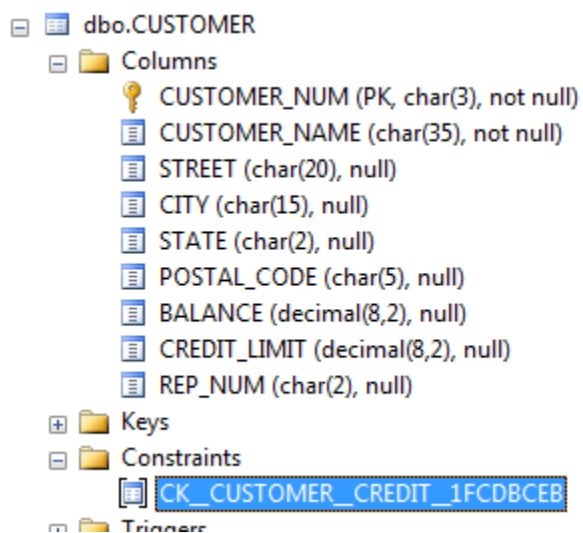 dbo.CUSTOMER
Columns
CUSTOMER_NUM (PK, char(3), not null)
CUSTOMER_NAME (char(35), not null)
STREET (char(20), null)
CITY (char(15), null)
STATE (char(2), null)
POSTAL_CODE (char(5), null)
BALANCE (decimal(8,2), null)
CREDIT_LIMIT (decimal(8,2), null)
REP_NUM (char(2), null)
Keys
Constraints
CK__CUSTOMER__CREDIT__1FCDBCEB
Triggers